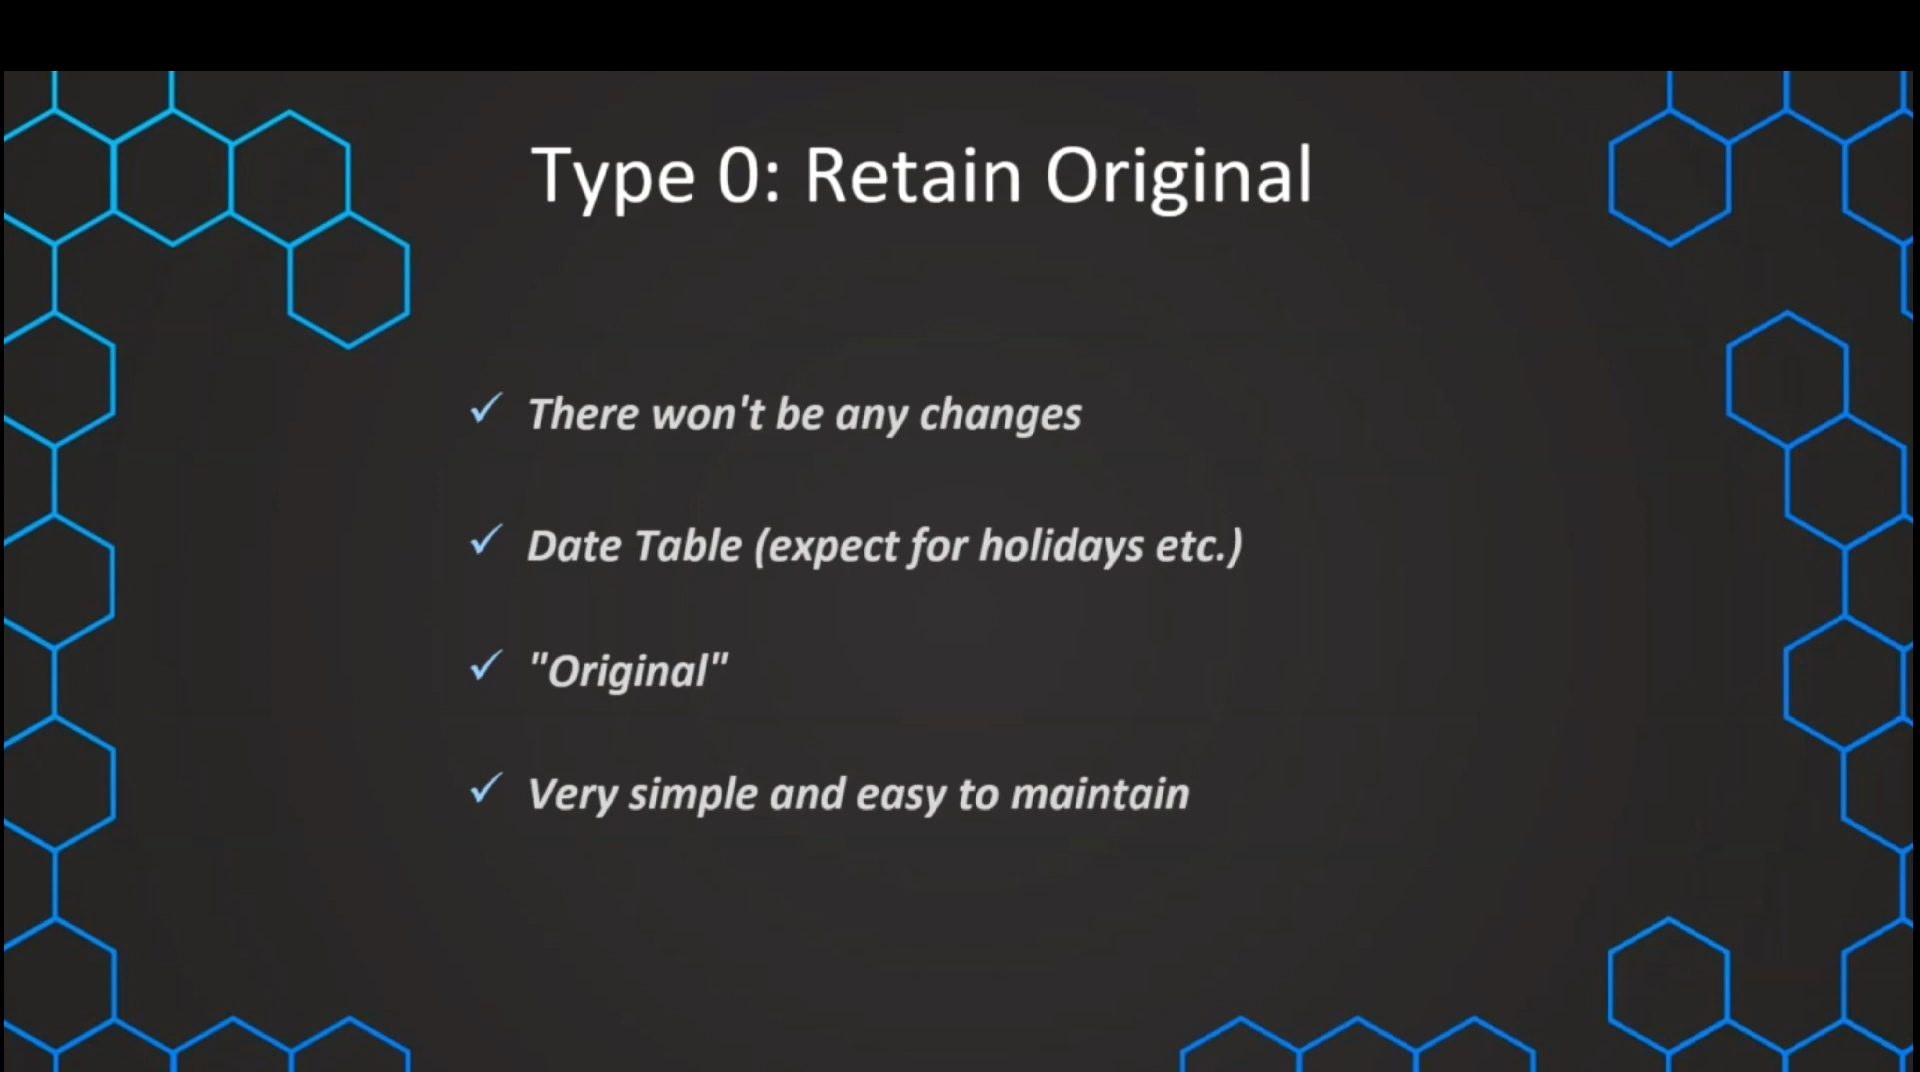 Type 0: Retain Original
✓ There won't be any changes
✓ Date Table (expect for holidays etc.)
✓ "Original"
✓ Very simple and easy to maintain